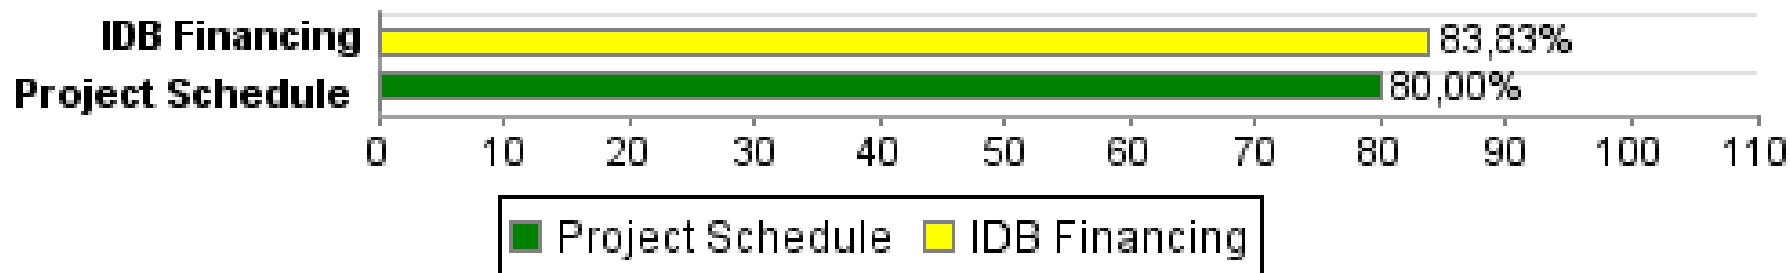 IDB Financing 83,83%
Project Schedule 80,00%
0 10 20 30 40 50 60 70 80 90 100 110
Project Schedule IDB Financing